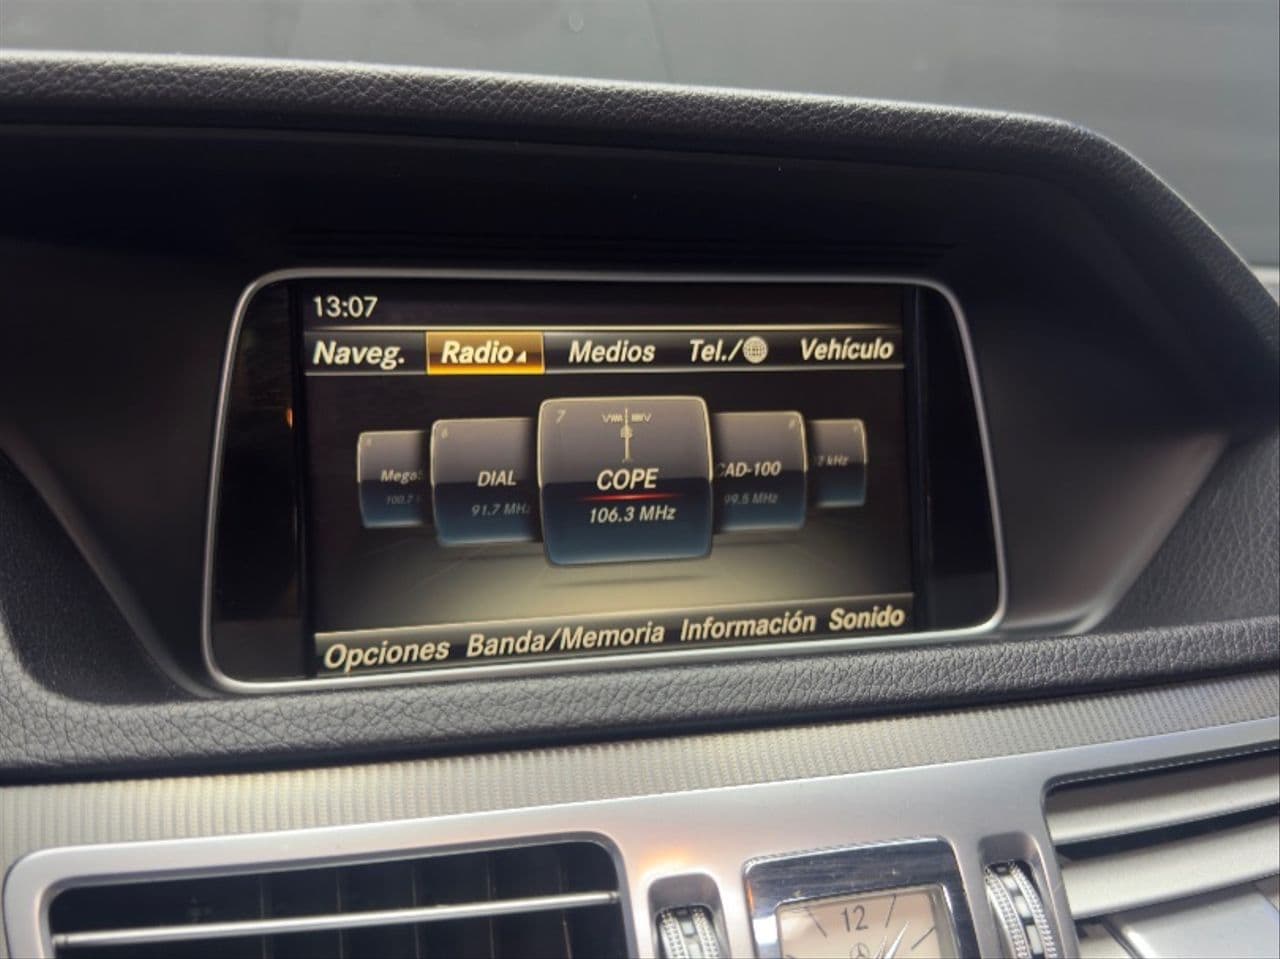 13:07
Naveg. Radio Medios Tel./ Vehículo
7
DIAL COPE CAD-100
91.7 MHz 106.3 MHz 99.5 MHz
Opciones Banda/Memoria Información Sonido
12